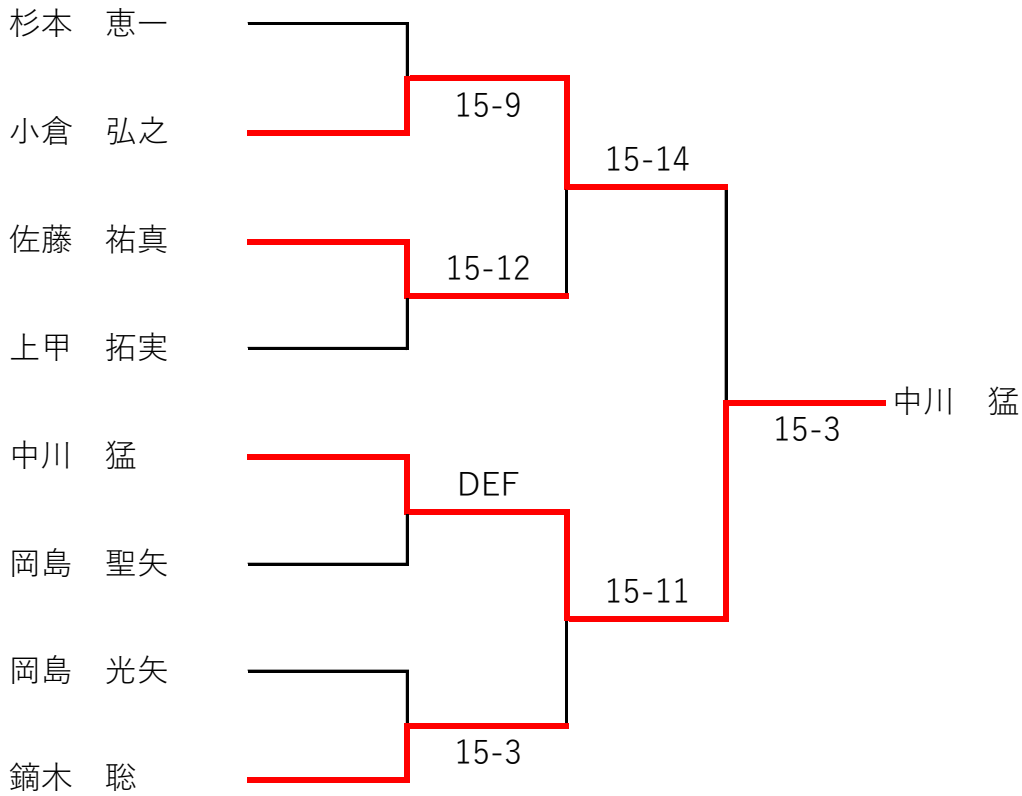 杉本　恵一
15-9
小倉　弘之
15-14
佐藤　祐真
15-12
上甲　拓実
中川　猛
15-3
中川　猛
DEF
岡島　聖矢
15-11
岡島　光矢
15-3
鏑木　聡